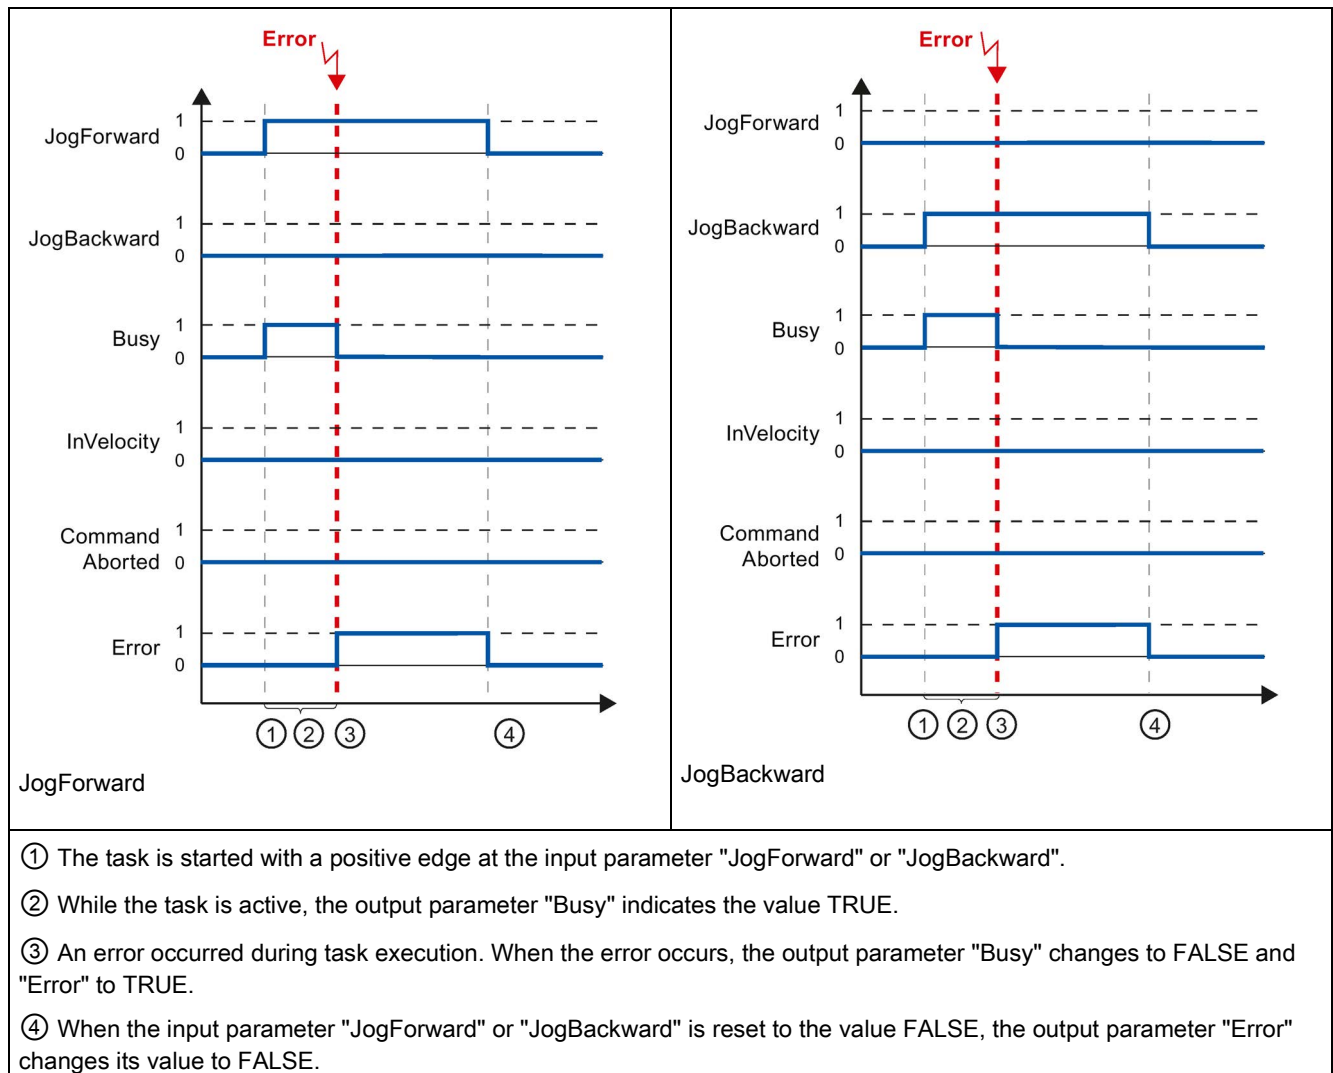 Error
JogForward 1
0
JogBackward 1
0
Busy 1
0
InVelocity 1
0
Command 1
Aborted 0
Error 1
0
① ② ③ ④
JogForward
Error
JogForward 1
0
JogBackward 1
0
Busy 1
0
InVelocity 1
0
Command 1
Aborted 0
Error 1
0
① ② ③ ④
JogBackward
① The task is started with a positive edge at the input parameter "JogForward" or "JogBackward".
② While the task is active, the output parameter "Busy" indicates the value TRUE.
③ An error occurred during task execution. When the error occurs, the output parameter "Busy" changes to FALSE and
"Error" to TRUE.
④ When the input parameter "JogForward" or "JogBackward" is reset to the value FALSE, the output parameter "Error"
changes its value to FALSE.